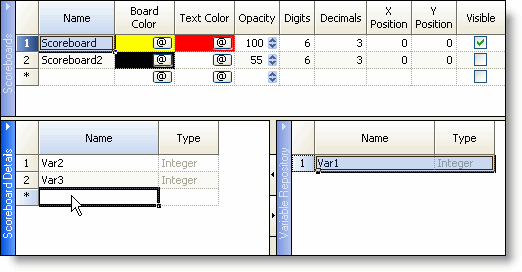 Scoreboards
Name Board Color Text Color Opacity Digits Decimals X Position Y Position Visible
1 Scoreboard @ @ 100 6 3 0 0
2 Scoreboard2 @ @ 55 6 3 0 0
* @ @
Scoreboard Details
Name Type
1 Var2 Integer
2 Var3 Integer
*
Variable Repository
Name Type
1 Var1 Integer